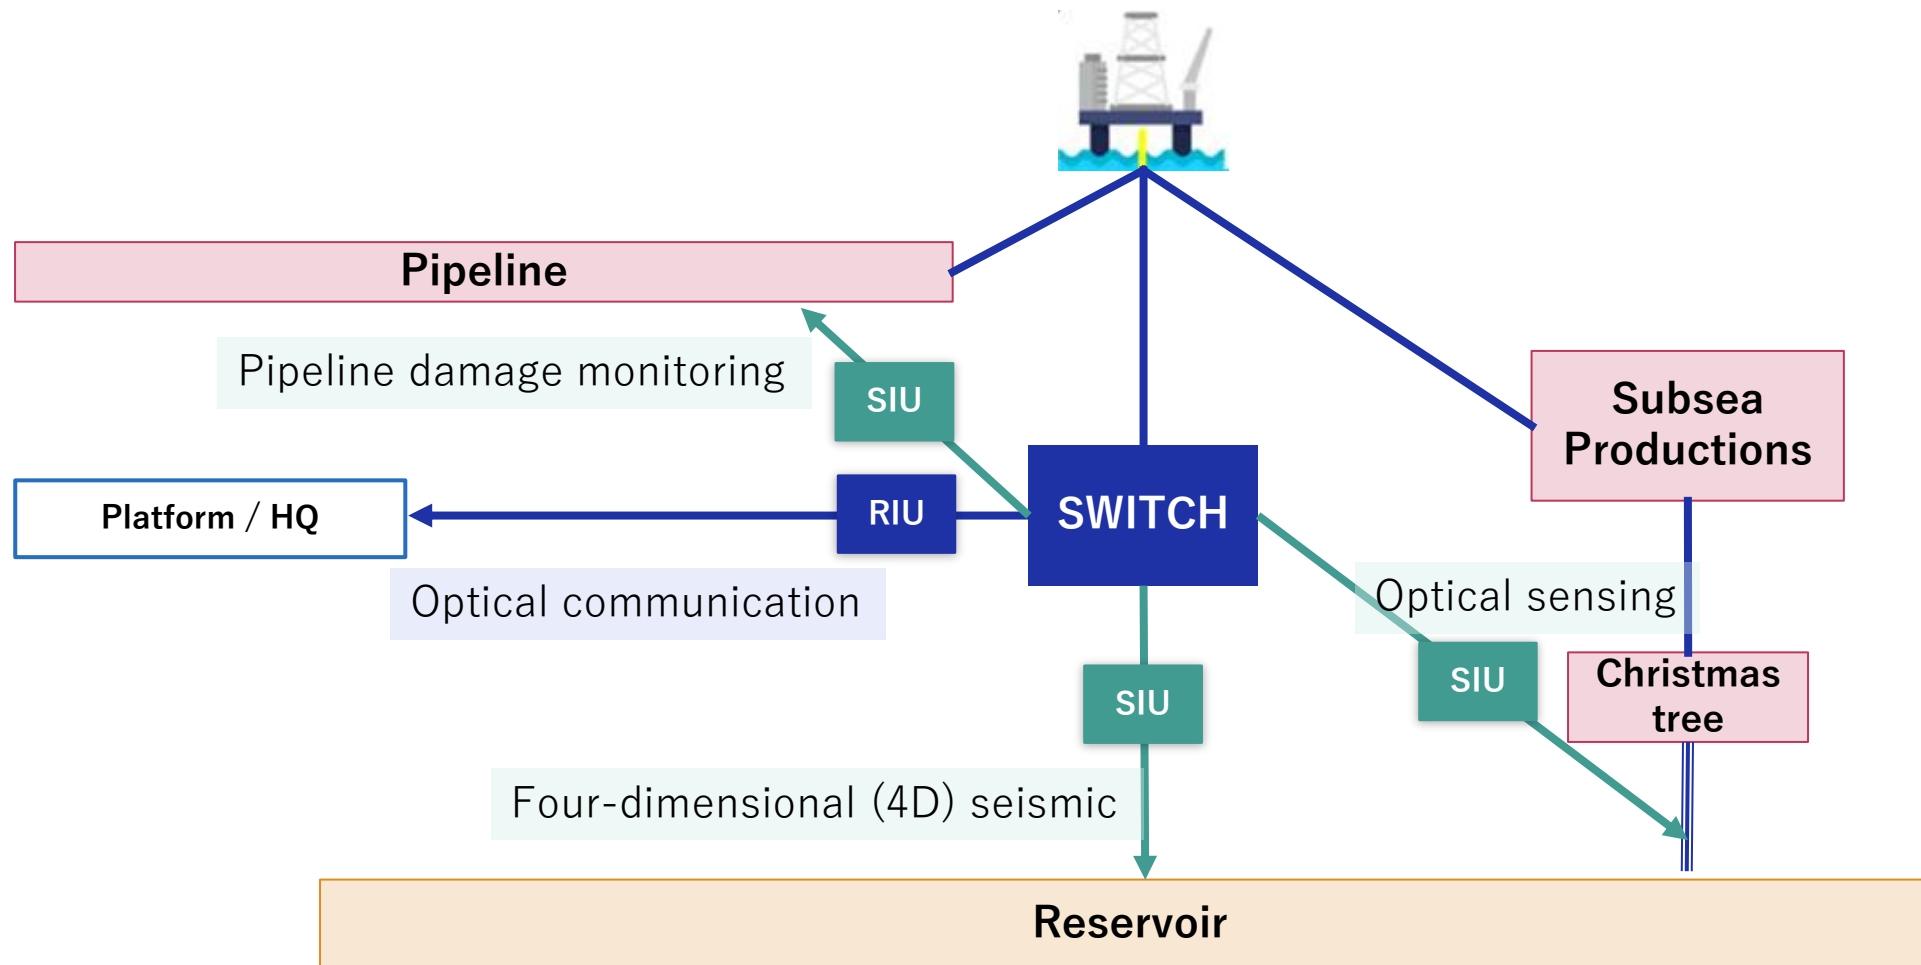 Pipeline
Pipeline damage monitoring
SIU
Subsea
Productions
Platform / HQ
RIU
SWITCH
Optical communication
Optical sensing
SIU
SIU
Christmas
tree
Four-dimensional (4D) seismic
Reservoir